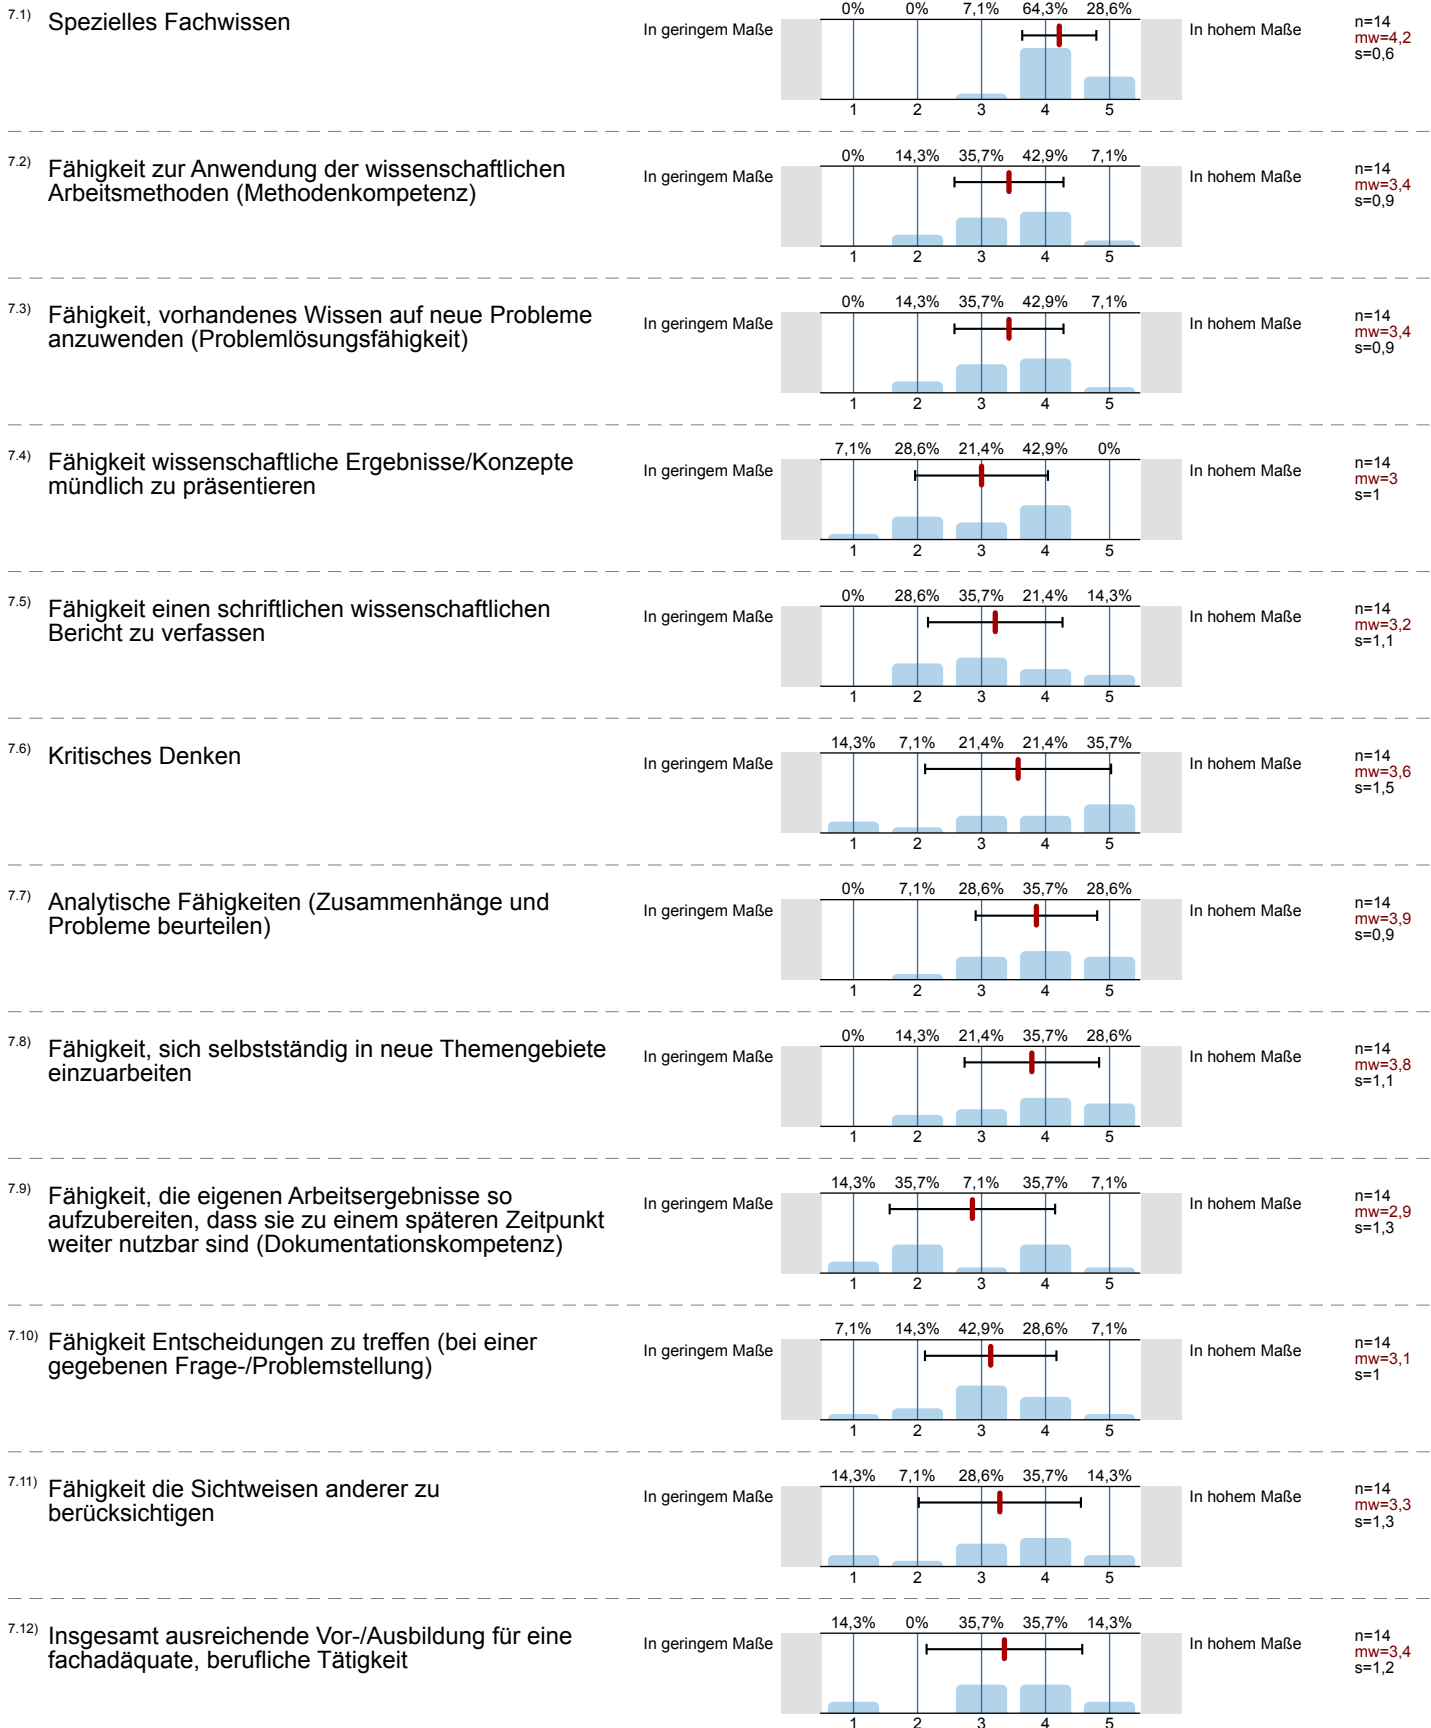 7.1) Spezielles Fachwissen
In geringem Maße
0% 0% 7,1% 64,3% 28,6%
1 2 3 4 5
In hohem Maße
n=14
mw=4,2
s=0,6
7.2) Fähigkeit zur Anwendung der wissenschaftlichen
Arbeitsmethoden (Methodenkompetenz)
In geringem Maße
0% 14,3% 35,7% 42,9% 7,1%
1 2 3 4 5
In hohem Maße
n=14
mw=3,4
s=0,9
7.3) Fähigkeit, vorhandenes Wissen auf neue Probleme
anzuwenden (Problemlösungsfähigkeit)
In geringem Maße
0% 14,3% 35,7% 42,9% 7,1%
1 2 3 4 5
In hohem Maße
n=14
mw=3,4
s=0,9
7.4) Fähigkeit wissenschaftliche Ergebnisse/Konzepte
mündlich zu präsentieren
In geringem Maße
7,1% 28,6% 21,4% 42,9% 0%
1 2 3 4 5
In hohem Maße
n=14
mw=3
s=1
7.5) Fähigkeit einen schriftlichen wissenschaftlichen
Bericht zu verfassen
In geringem Maße
0% 28,6% 35,7% 21,4% 14,3%
1 2 3 4 5
In hohem Maße
n=14
mw=3,2
s=1,1
7.6) Kritisches Denken
In geringem Maße
14,3% 7,1% 21,4% 21,4% 35,7%
1 2 3 4 5
In hohem Maße
n=14
mw=3,6
s=1,5
7.7) Analytische Fähigkeiten (Zusammenhänge und
Probleme beurteilen)
In geringem Maße
0% 7,1% 28,6% 35,7% 28,6%
1 2 3 4 5
In hohem Maße
n=14
mw=3,9
s=0,9
7.8) Fähigkeit, sich selbstständig in neue Themengebiete
einzuarbeiten
In geringem Maße
0% 14,3% 21,4% 35,7% 28,6%
1 2 3 4 5
In hohem Maße
n=14
mw=3,8
s=1,1
7.9) Fähigkeit, die eigenen Arbeitsergebnisse so
aufzubereiten, dass sie zu einem späteren Zeitpunkt
weiter nutzbar sind (Dokumentationskompetenz)
In geringem Maße
14,3% 35,7% 7,1% 35,7% 7,1%
1 2 3 4 5
In hohem Maße
n=14
mw=2,9
s=1,3
7.10) Fähigkeit Entscheidungen zu treffen (bei einer
gegebenen Frage-/Problemstellung)
In geringem Maße
7,1% 14,3% 42,9% 28,6% 7,1%
1 2 3 4 5
In hohem Maße
n=14
mw=3,1
s=1
7.11) Fähigkeit die Sichtweisen anderer zu
berücksichtigen
In geringem Maße
14,3% 7,1% 28,6% 35,7% 14,3%
1 2 3 4 5
In hohem Maße
n=14
mw=3,3
s=1,3
7.12) Insgesamt ausreichende Vor-/Ausbildung für eine
fachadäquate, berufliche Tätigkeit
In geringem Maße
14,3% 0% 35,7% 35,7% 14,3%
1 2 3 4 5
In hohem Maße
n=14
mw=3,4
s=1,2